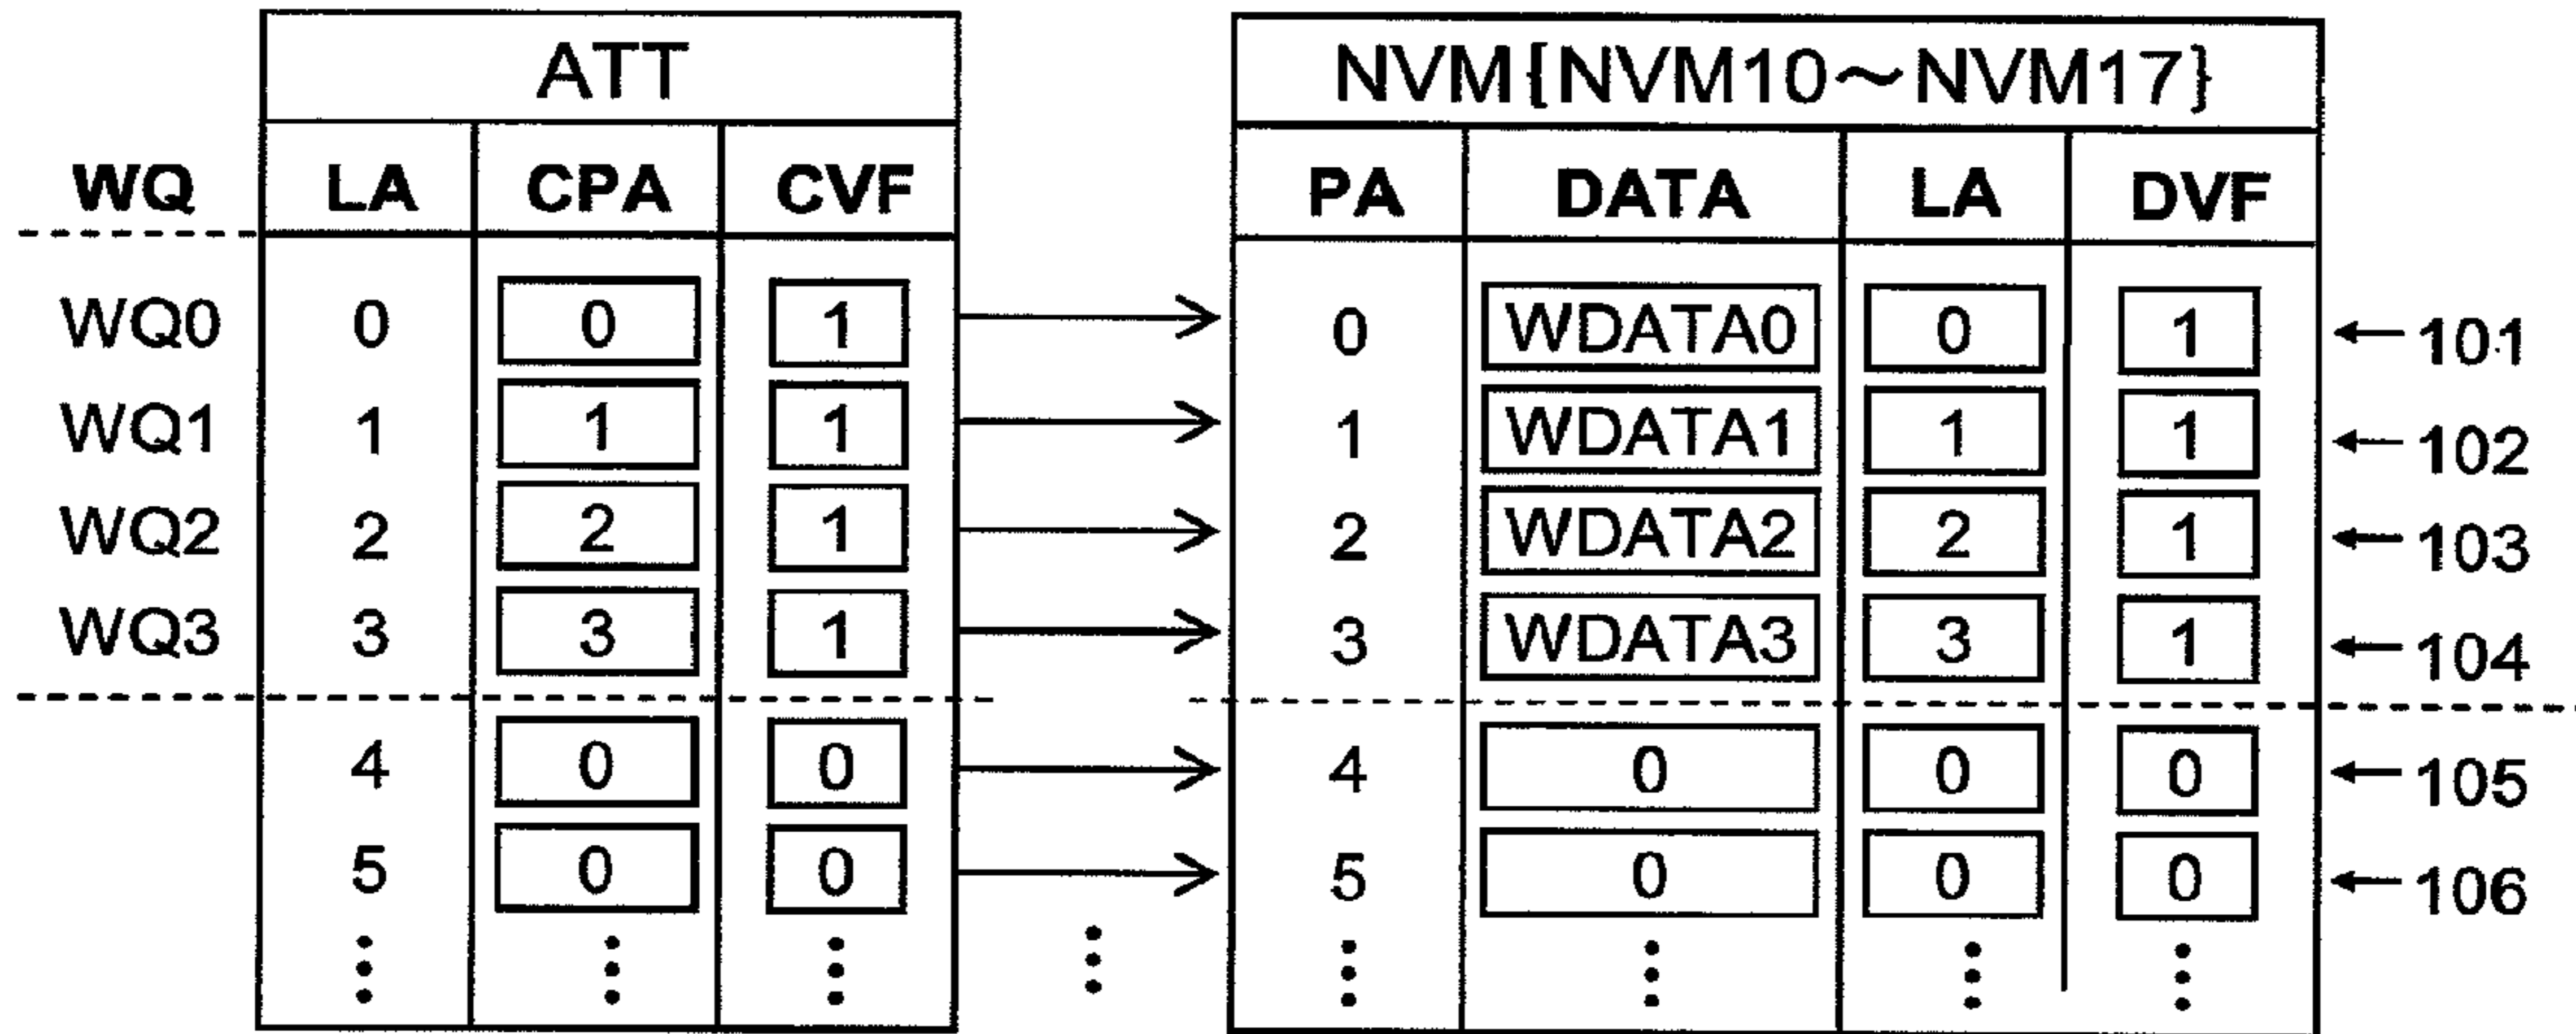 ATT NVM{NVM10～NVM17}
WQ LA CPA CVF PA DATA LA DVF
WQ0 0 0 1 0 WDATA0 0 1 101
WQ1 1 1 1 1 WDATA1 1 1 102
WQ2 2 2 1 2 WDATA2 2 1 103
WQ3 3 3 1 3 WDATA3 3 1 104
4 0 0 4 0 0 0 105
5 0 0 5 0 0 0 106